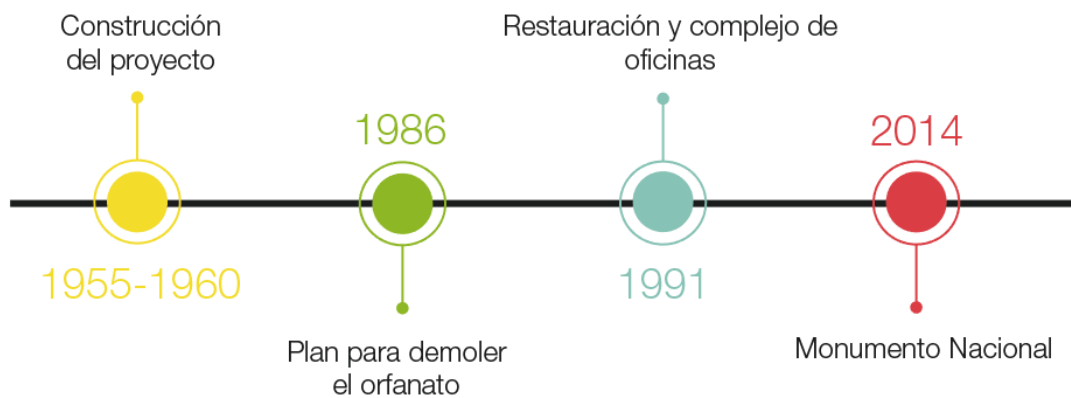 Construcción
del proyecto
1955-1960
1986
Plan para demoler
el orfanato
Restauración y complejo de
oficinas
1991
2014
Monumento Nacional